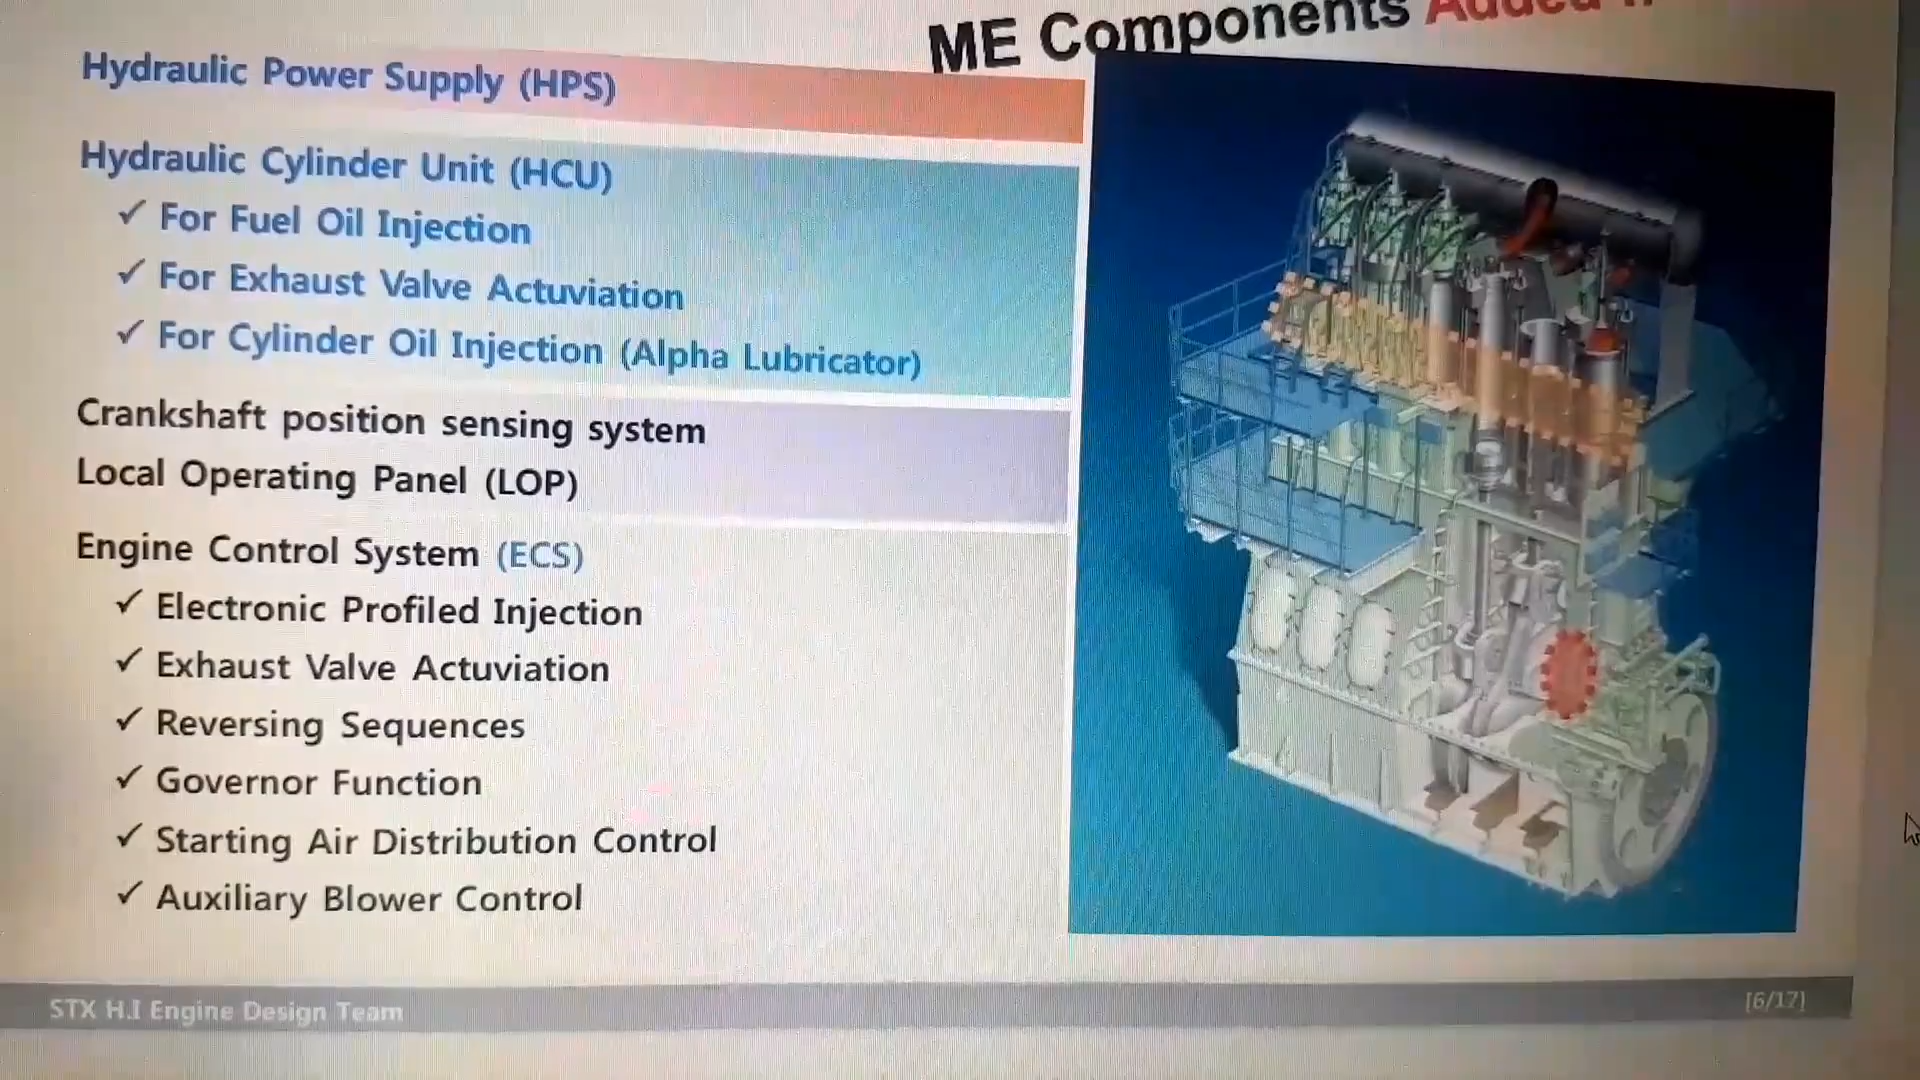 ME Components Added
Hydraulic Power Supply (HPS)
Hydraulic Cylinder Unit (HCU)
✓ For Fuel Oil Injection
✓ For Exhaust Valve Actuviation
✓ For Cylinder Oil Injection (Alpha Lubricator)
Crankshaft position sensing system
Local Operating Panel (LOP)
Engine Control System (ECS)
✓ Electronic Profiled Injection
✓ Exhaust Valve Actuviation
✓ Reversing Sequences
✓ Governor Function
✓ Starting Air Distribution Control
✓ Auxiliary Blower Control
STX H.I Engine Design Team
[6/17]